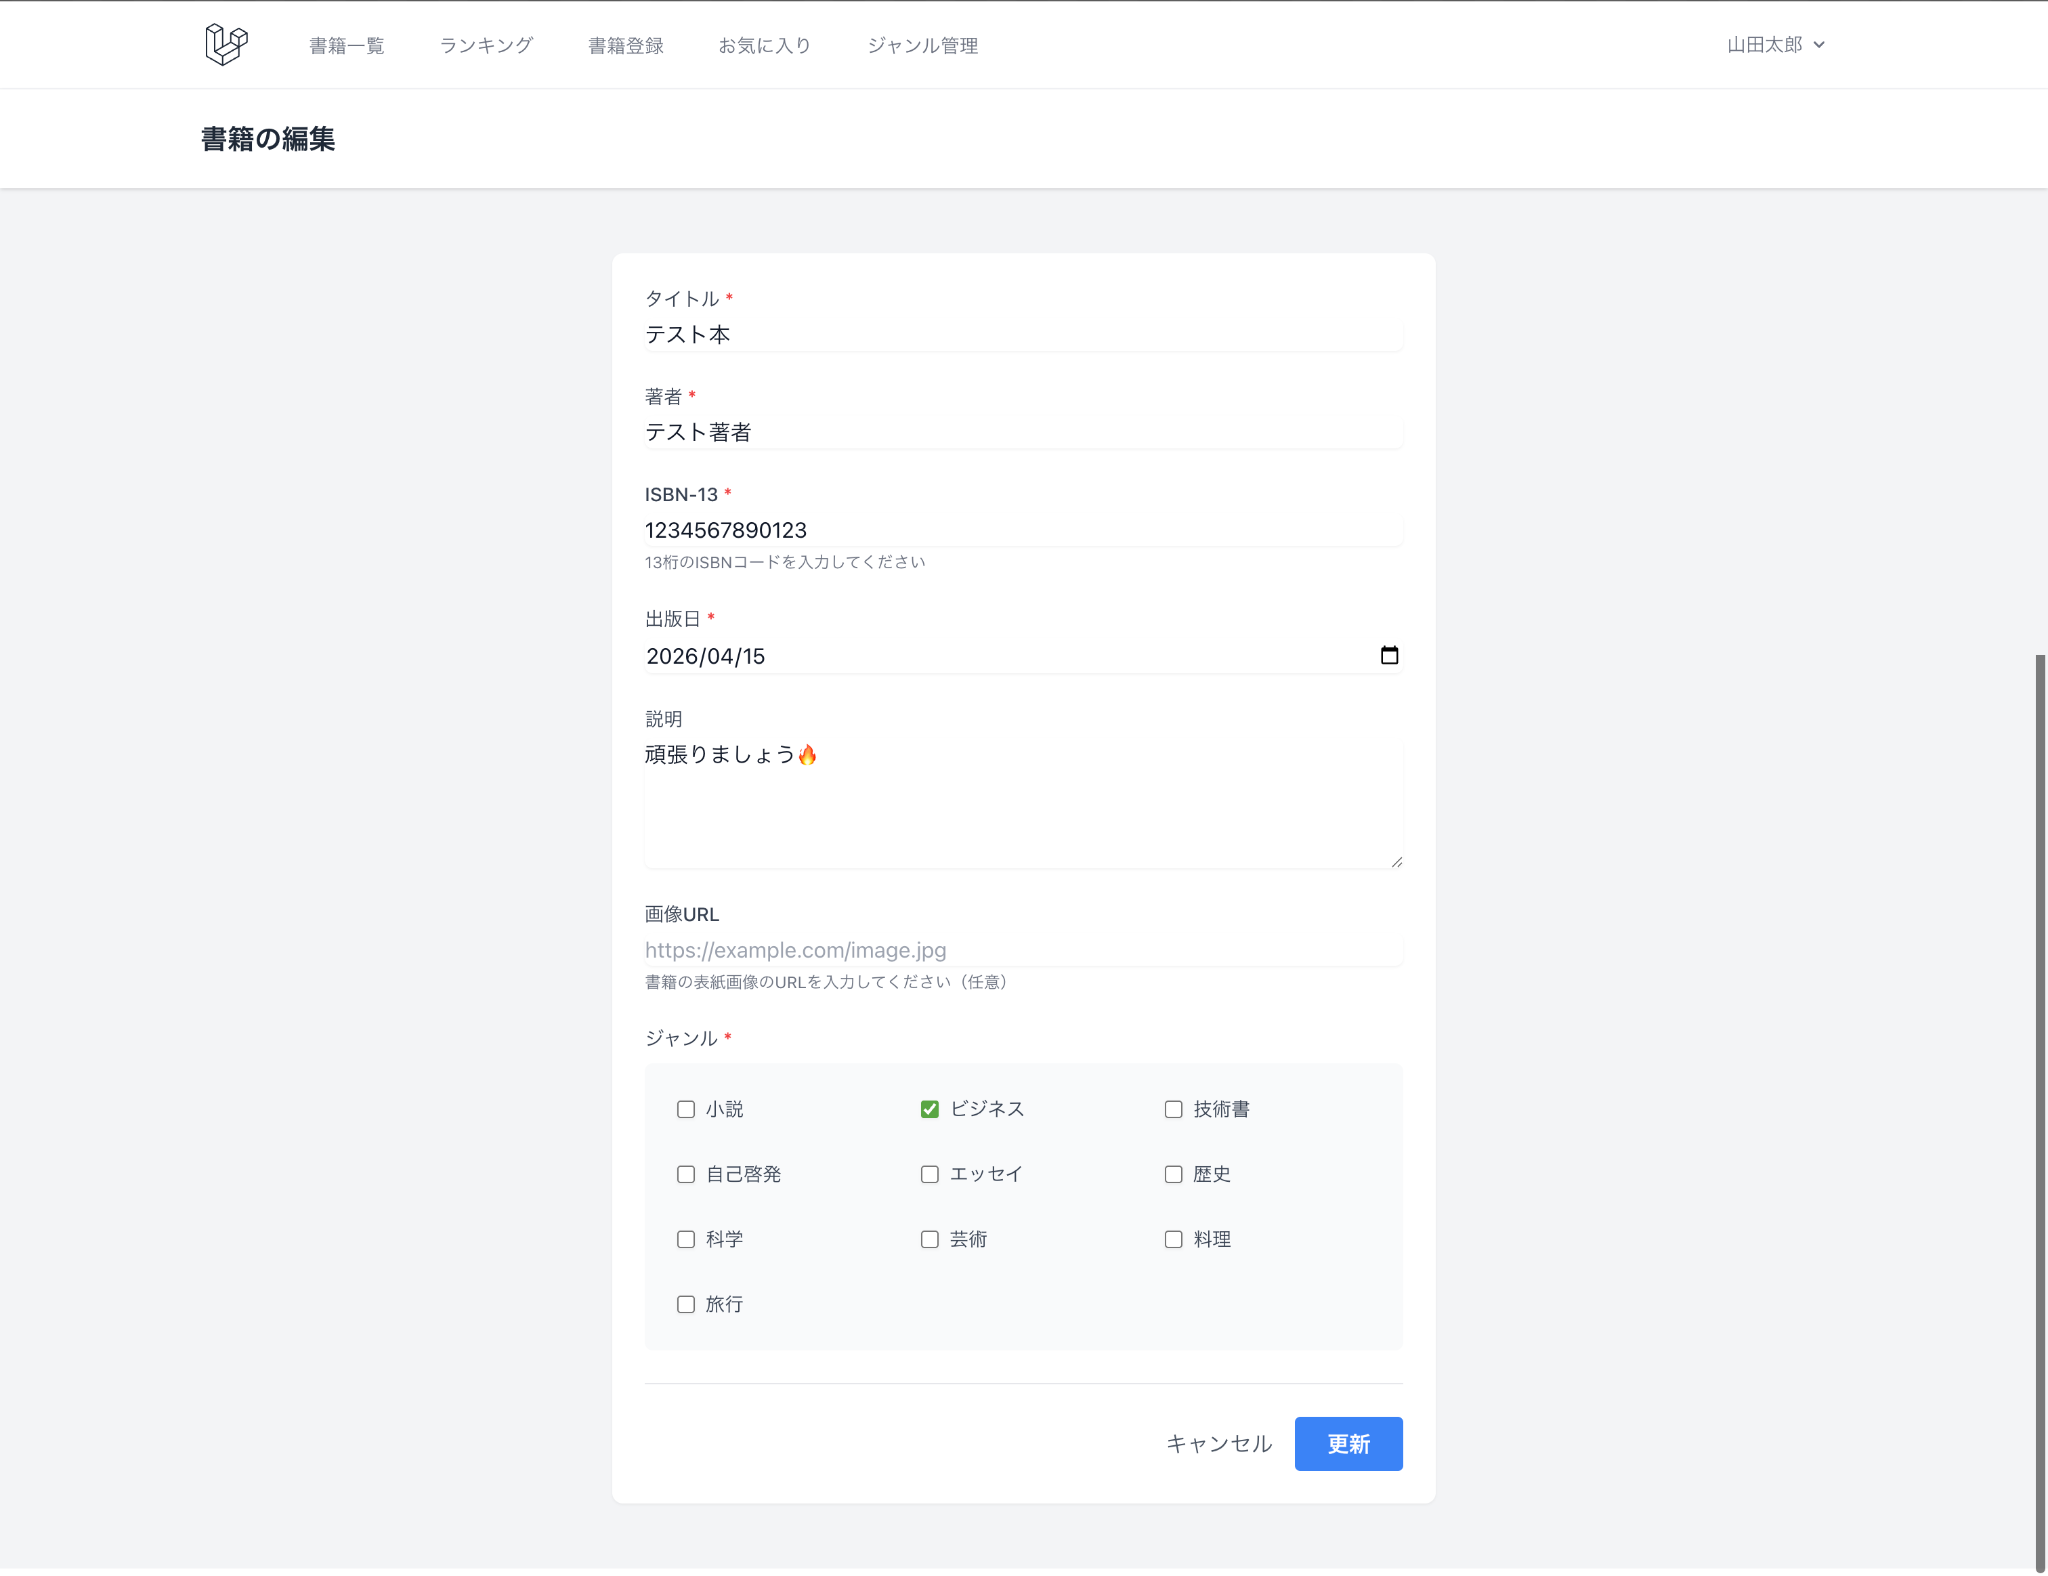 書籍一覧 ランキング 書籍登録 お気に入り ジャンル管理 山田太郎
書籍の編集
タイトル *
テスト本
著者 *
テスト著者
ISBN-13 *
1234567890123
13桁のISBNコードを入力してください
出版日 *
2026/04/15
説明
頑張りましょう🔥
画像URL
https://example.com/image.jpg
書籍の表紙画像のURLを入力してください（任意）
ジャンル *
小説 ビジネス 技術書
自己啓発 エッセイ 歴史
科学 芸術 料理
旅行
キャンセル 更新